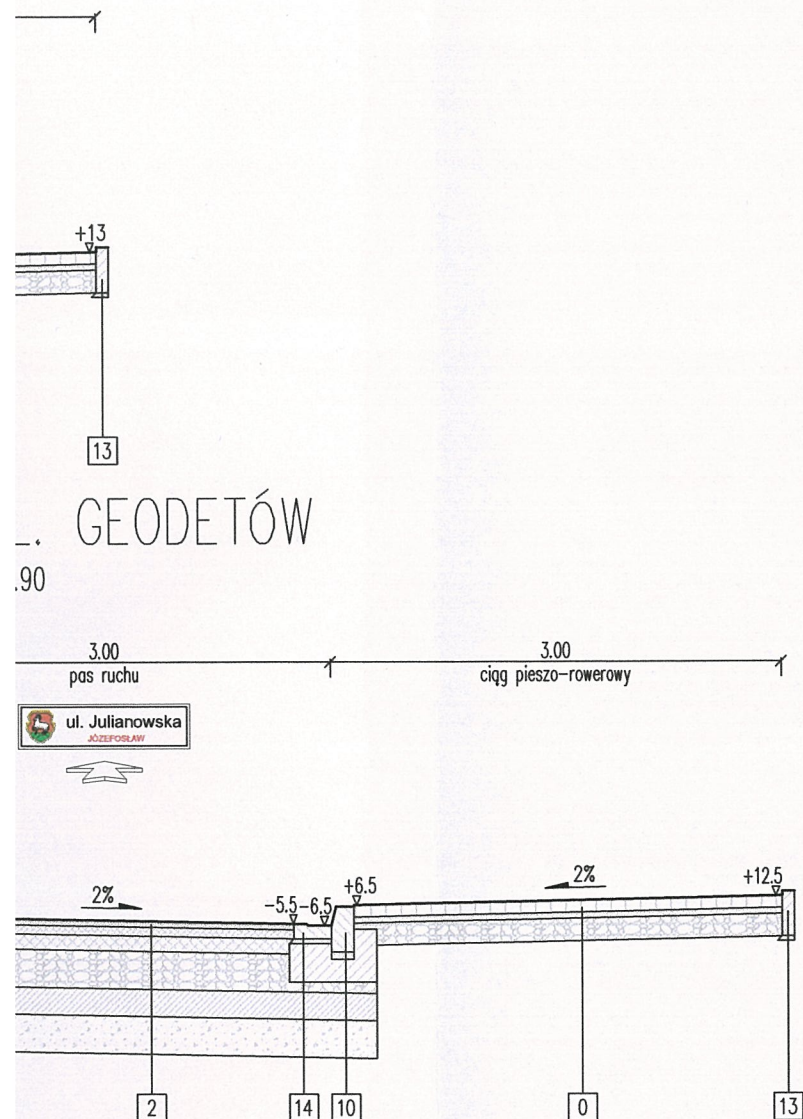 +13
13
GEODETÓW
.90
3.00 3.00
pas ruchu ciąg pieszo-rowerowy
ul. Julianowska
JÓZEFOSŁAW
2% -5.5 -6.5 +6.5 2% +12.5
2 14 10 0 13